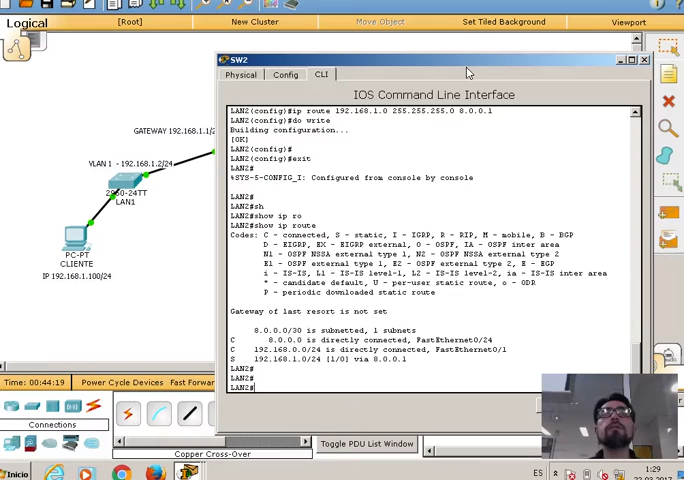 Logical
[Root]
New Cluster
Move Object
Set Tiled Background
Viewport
SW2
Physical
Config
CLI
IOS Command Line Interface
LAN2(config)#ip route 192.168.1.0 255.255.255.0 8.0.0.1
LAN2(config)#do write
Building configuration...
[OK]
LAN2(config)#
LAN2(config)#exit
LAN2#
%SYS-5-CONFIG_I: Configured from console by console
LAN2#
LAN2#sh
LAN2#show ip ro
LAN2#show ip route
Codes: C - connected, S - static, I - IGRP, R - RIP, M - mobile, B - BGP
D - EIGRP, EX - EIGRP external, O - OSPF, IA - OSPF inter area
N1 - OSPF NSSA external type 1, N2 - OSPF NSSA external type 2
E1 - OSPF external type 1, E2 - OSPF external type 2, E - EGP
i - IS-IS, L1 - IS-IS level-1, L2 - IS-IS level-2, ia - IS-IS inter area
* - candidate default, U - per-user static route, o - ODR
P - periodic downloaded static route
Gateway of last resort is not set
8.0.0.0/30 is subnetted, 1 subnets
C 8.0.0.0 is directly connected, FastEthernet0/24
C 192.168.0.0/24 is directly connected, FastEthernet0/1
S 192.168.1.0/24 [1/0] via 8.0.0.1
LAN2#
LAN2#
LAN2#
GATEWAY 192.168.1.1/2
VLAN 1 - 192.168.1.2/24
2950-24TT
LAN1
PC-PT
CLIENTE
IP 192.168.1.100/24
Time: 00:44:19
Power Cycle Devices
Fast Forward
Connections
Copper Cross-Over
Toggle PDU List Window
Inicio
ES
1:29
22.03.2017